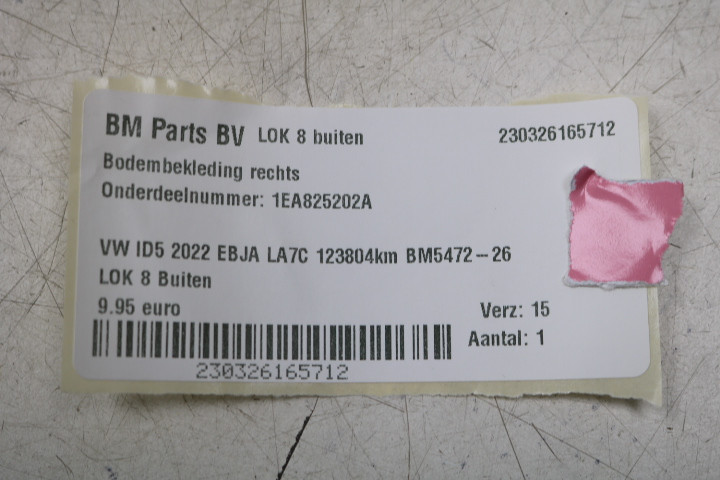 BM Parts BV LOK 8 buiten 230326165712
Bodembekleding rechts
Onderdeelnummer: 1EA825202A
VW ID5 2022 EBJA LA7C 123804km BM5472-26
LOK 8 Buiten
9.95 euro Verz: 15
Aantal: 1
230326165712